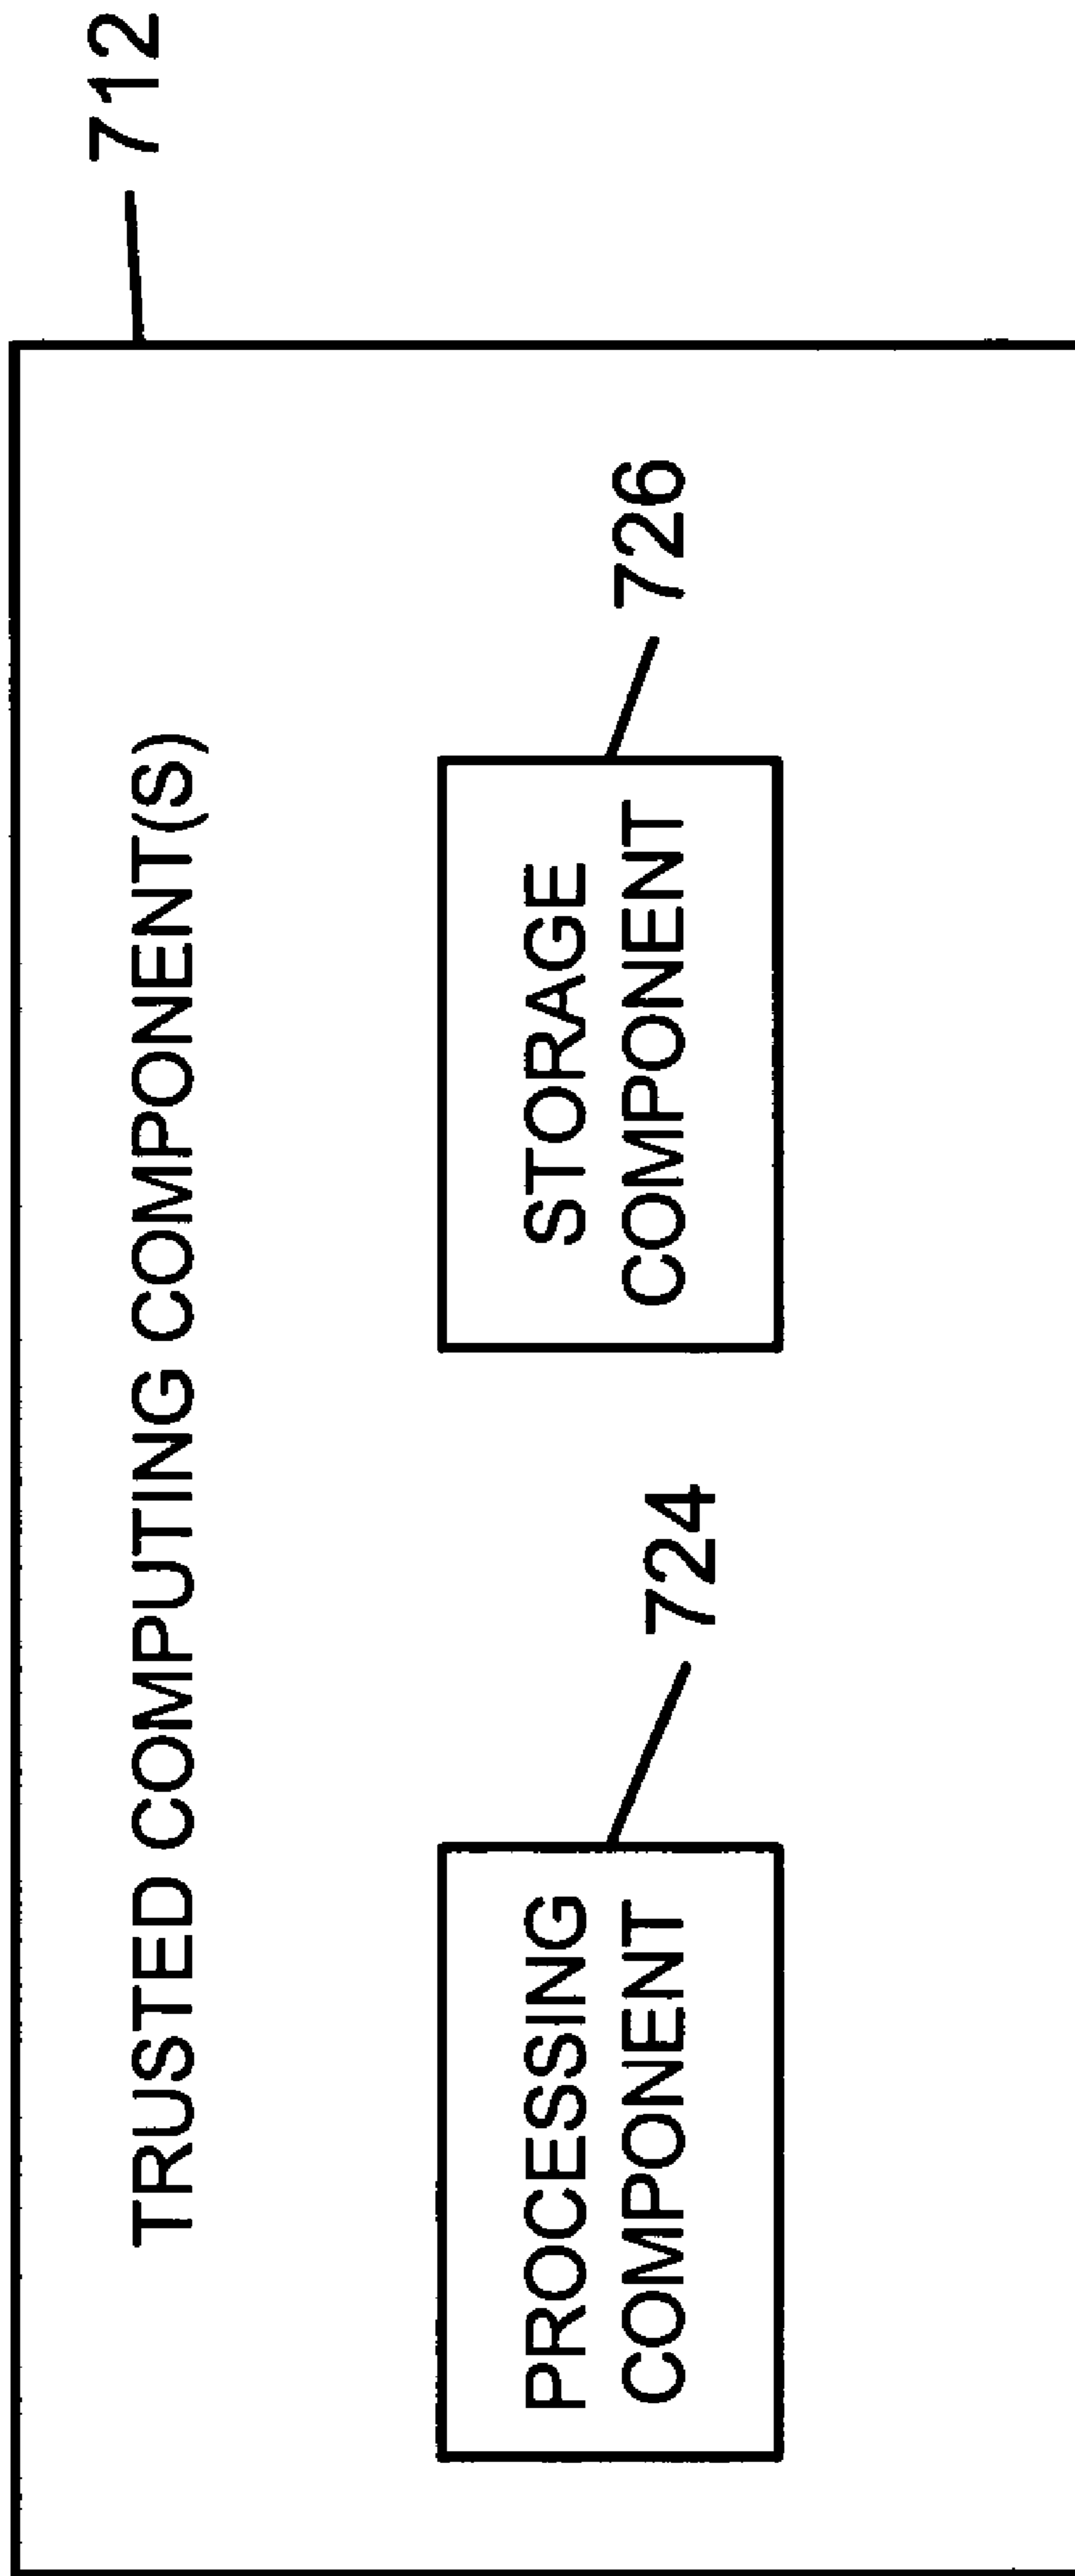 712
TRUSTED COMPUTING COMPONENT(S)
PROCESSING
COMPONENT
724
STORAGE
COMPONENT
726